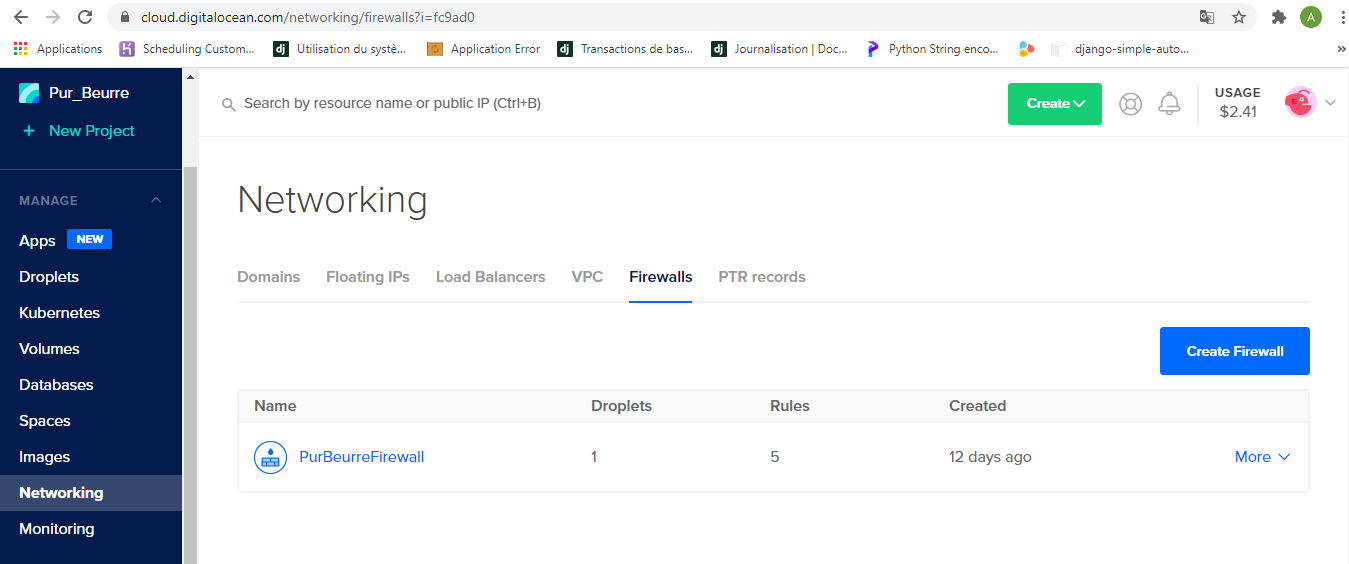 cloud.digitalocean.com/networking/firewalls?i=fc9ad0
A
Applications
Scheduling Custom...
dj
Utilisation du systè...
Application Error
dj
Transactions de bas...
dj
Journalisation | Doc...
Python String enco...
django-simple-auto...
»
Pur_Beurre
+ New Project
Search by resource name or public IP (Ctrl+B)
Create
USAGE
$2.41
MANAGE
Apps NEW
Droplets
Kubernetes
Volumes
Databases
Spaces
Images
Networking
Monitoring
Networking
Domains Floating IPs Load Balancers VPC Firewalls PTR records
Create Firewall
Name Droplets Rules Created
PurBeurreFirewall 1 5 12 days ago More